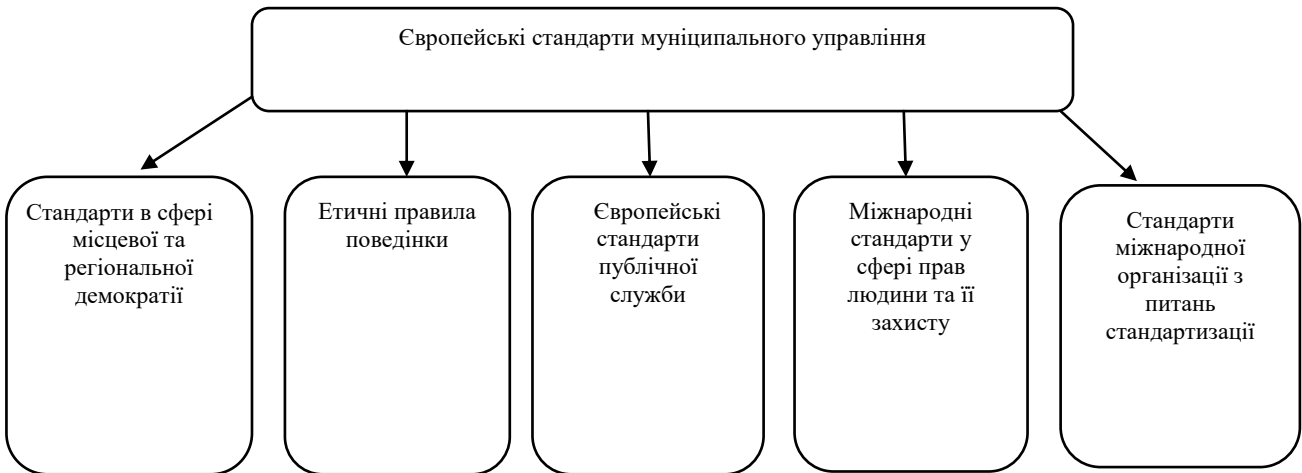 Європейські стандарти муніципального управління
Стандарти в сфері
місцевої та
регіональної
демократії
Етичні правила
поведінки
Європейські
стандарти
публічної
служби
Міжнародні
стандарти у
сфері прав
людини та її
захисту
Стандарти
міжнародної
організації з
питань
стандартизації